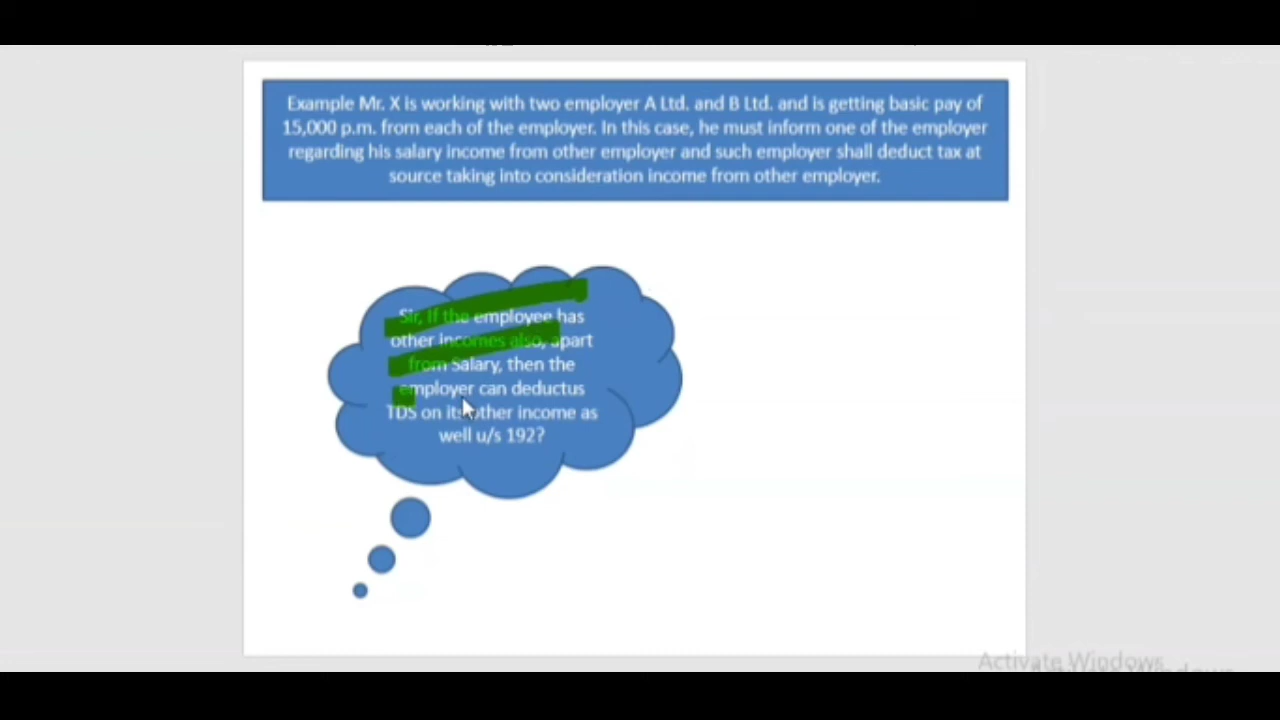 Example Mr. X is working with two employer A Ltd. and B Ltd. and is getting basic pay of
15,000 p.m. from each of the employer. In this case, he must inform one of the employer
regarding his salary income from other employer and such employer shall deduct tax at
source taking into consideration income from other employer.
Sir, If the employee has
other incomes also, apart
from Salary, then the
employer can deductus
TDS on its other income as
well u/s 192?
Activate Windows